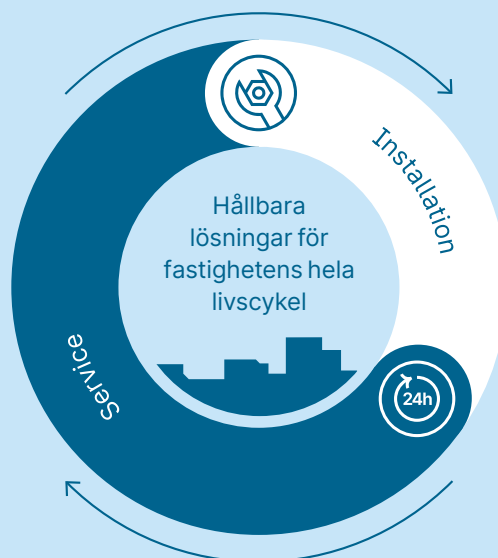 Installation
Hållbara
lösningar för
fastighetens hela
livscykel
Service
24h